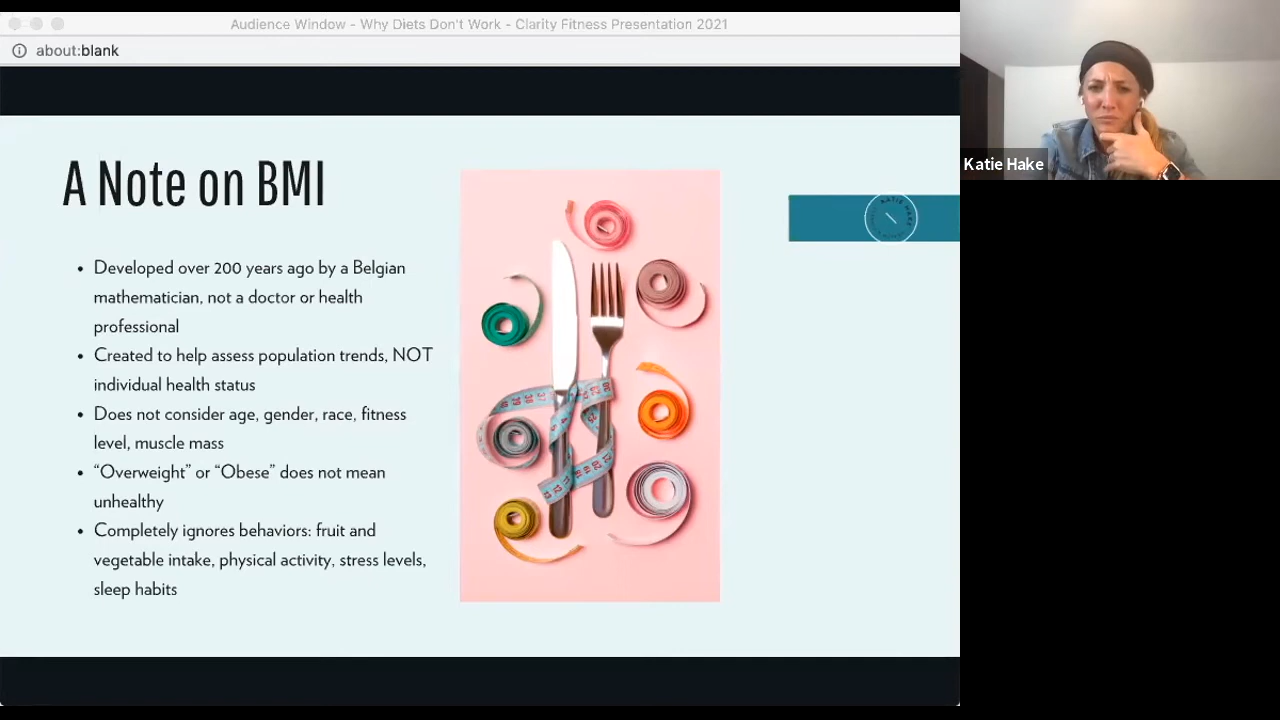 Audience Window - Why Diets Don't Work - Clarity Fitness Presentation 2021
about:blank
A Note on BMI
• Developed over 200 years ago by a Belgian
mathematician, not a doctor or health
professional
• Created to help assess population trends, NOT
individual health status
• Does not consider age, gender, race, fitness
level, muscle mass
• “Overweight” or “Obese” does not mean
unhealthy
• Completely ignores behaviors: fruit and
vegetable intake, physical activity, stress levels,
sleep habits
KATIE HAKE
Katie Hake